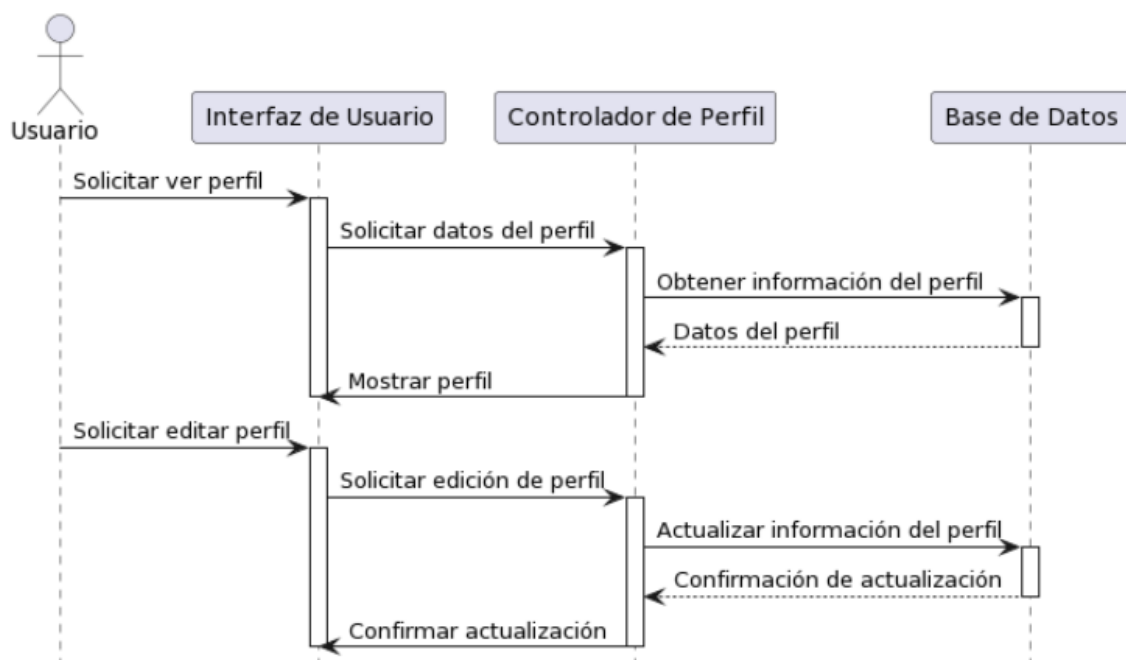 Usuario
Interfaz de Usuario
Controlador de Perfil
Base de Datos
Solicitar ver perfil
Solicitar datos del perfil
Obtener información del perfil
Datos del perfil
Mostrar perfil
Solicitar editar perfil
Solicitar edición de perfil
Actualizar información del perfil
Confirmación de actualización
Confirmar actualización